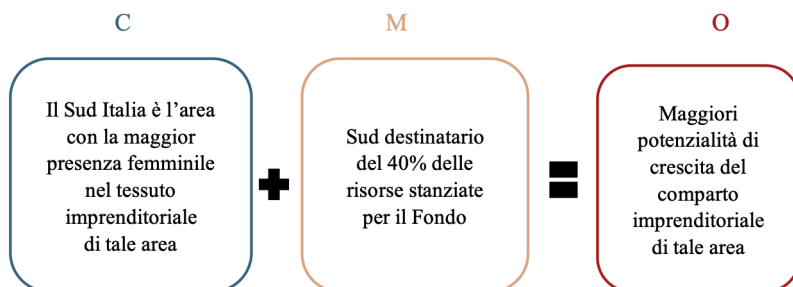 C
M
O
Il Sud Italia è l’area
con la maggior
presenza femminile
nel tessuto
imprenditoriale
di tale area
Sud destinatario
del 40% delle
risorse stanziate
per il Fondo
Maggiori
potenzialità di
crescita del
comparto
imprenditoriale
di tale area